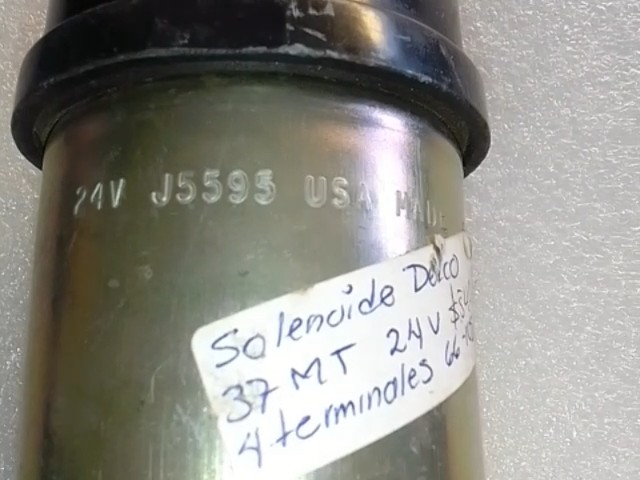 24V J5595 USA MADE
Solenoide Delco
37 MT 24V
4 terminales